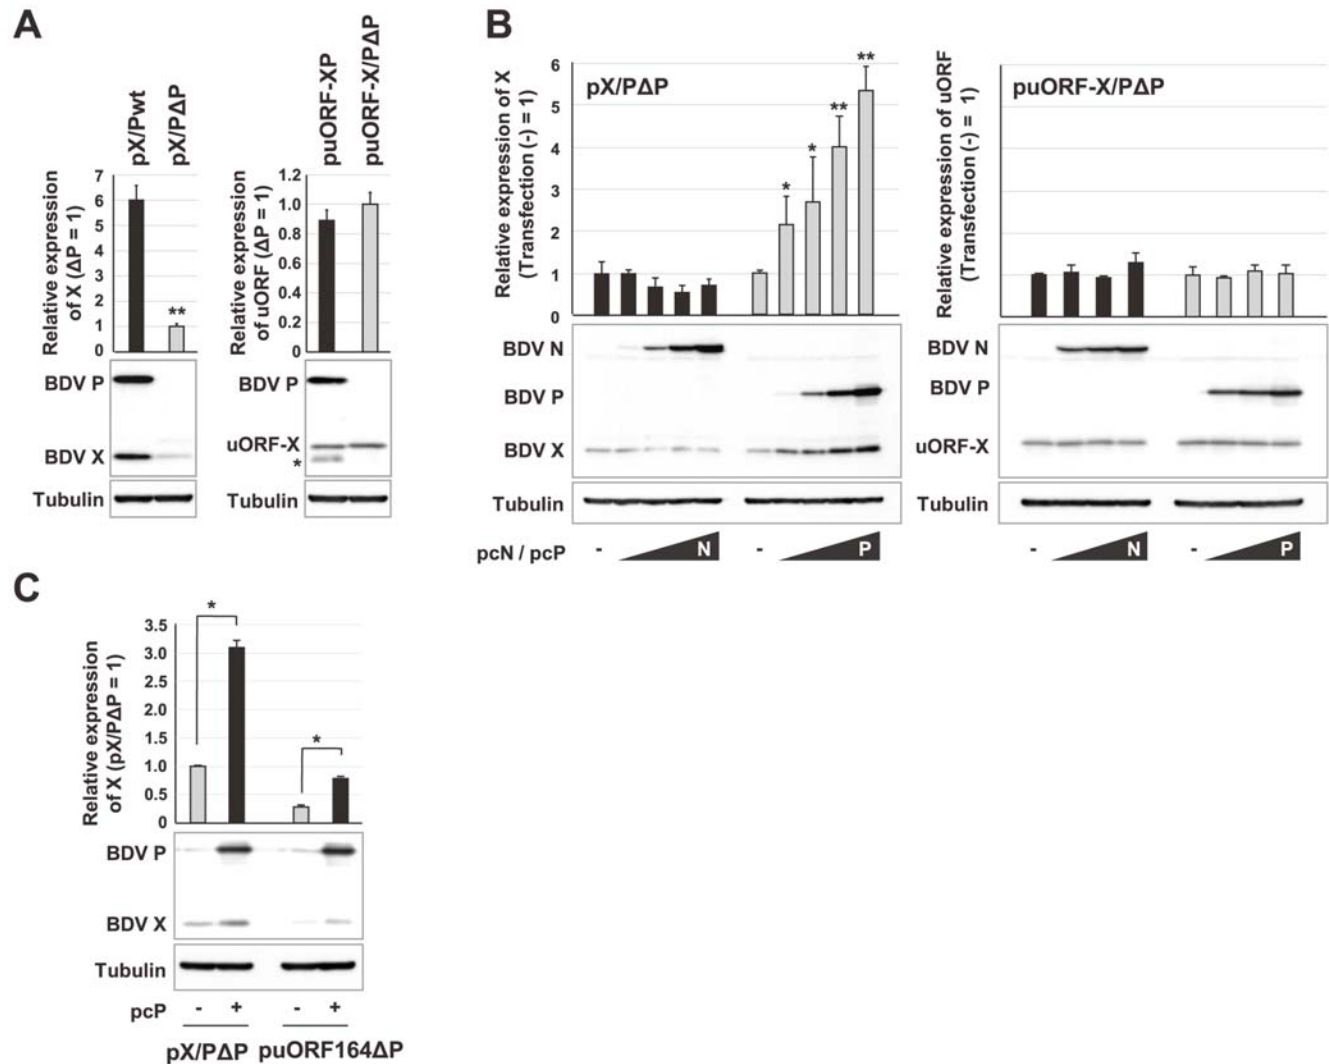 A
pX/Pwt
pX/PΔP
Relative expression
of X (ΔP = 1)
7
6
5
4
3
2
1
0
**
BDV P
BDV X
Tubulin
puORF-XP
puORF-X/PΔP
Relative expression
of uORF (ΔP = 1)
1.2
1.0
0.8
0.6
0.4
0.2
0
BDV P
uORF-X
*
Tubulin
B
Relative expression of X
(Transfection (-) = 1)
6
5
4
3
2
1
0
pX/PΔP
*
*
**
**
BDV N
BDV P
BDV X
Tubulin
pcN / pcP
-
N
-
P
Relative expression of uORF
(Transfection (-) = 1)
puORF-X/PΔP
BDV N
BDV P
uORF-X
Tubulin
-
N
-
P
C
Relative expression
of X (pX/PΔP = 1)
3.5
3.0
2.5
2.0
1.5
1.0
0.5
0
*
*
BDV P
BDV X
Tubulin
pcP
-
+
-
+
pX/PΔP
puORF164ΔP